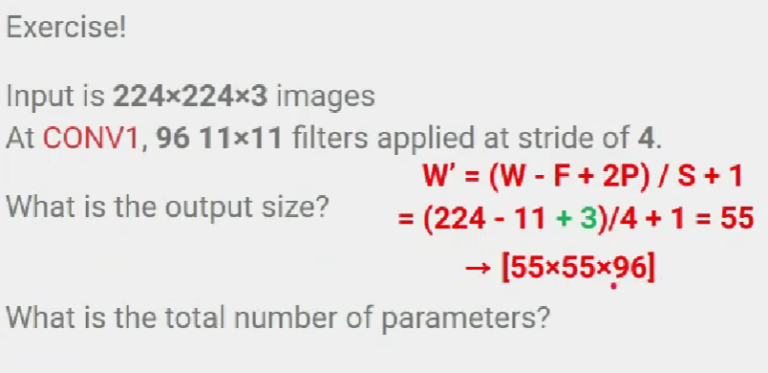 Exercise!
Input is 224×224×3 images
At CONV1, 96 11×11 filters applied at stride of 4.
W' = (W - F + 2P) / S + 1
What is the output size?
= (224 - 11 + 3)/4 + 1 = 55
→ [55×55×96]
What is the total number of parameters?